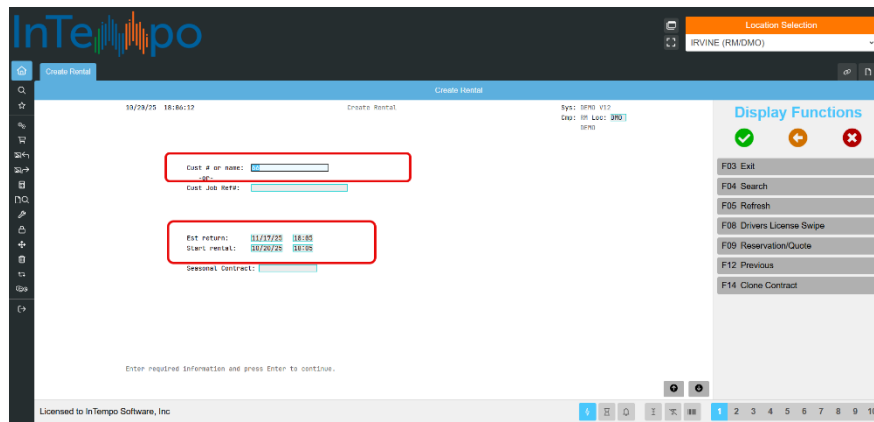 InTempo
Location Selection
IRVINE (RM/DMO)
Create Rental
Create Rental
10/20/25 18:06:12 Create Rental Sys: DEMO V12
Cmp: RM Loc: DMO
DEMO
Cust # or name:
-or-
Cust Job Ref#:
Est return: 11/17/25 18:05
Start rental: 10/20/25 18:05
Seasonal Contract:
Enter required information and press Enter to continue.
Display Functions
F03 Exit
F04 Search
F05 Refresh
F08 Drivers License Swipe
F09 Reservation/Quote
F12 Previous
F14 Clone Contract
Licensed to InTempo Software, Inc
1 2 3 4 5 6 7 8 9 10